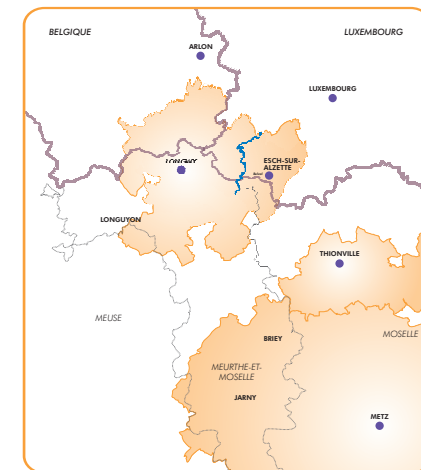 BELGIQUE
LUXEMBOURG
ARLON
LUXEMBOURG
LONGWY
ESCH-SUR-
ALZETTE
LONGUYON
THIONVILLE
MEUSE
MOSELLE
BRIEY
MEURTHE-ET-
MOSELLE
JARNY
METZ